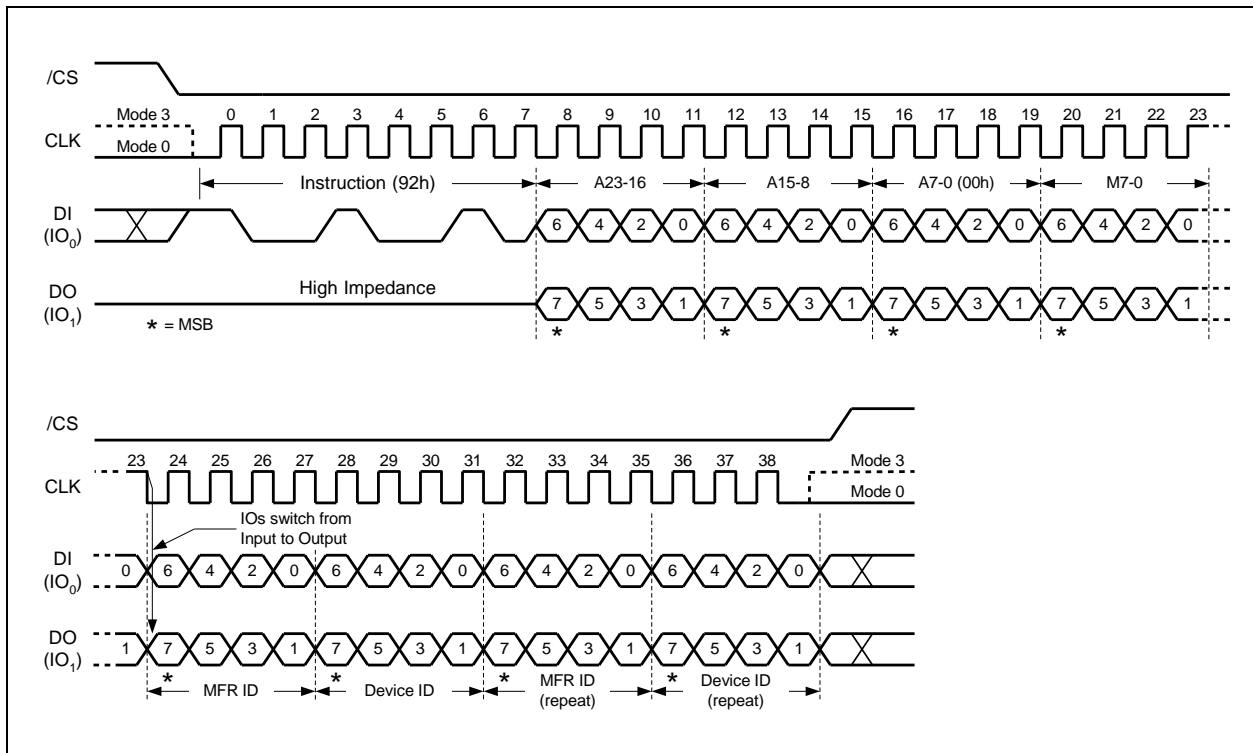 /CS
Mode 3 0 1 2 3 4 5 6 7 8 9 10 11 12 13 14 15 16 17 18 19 20 21 22 23
CLK
Mode 0
Instruction (92h) A23-16 A15-8 A7-0 (00h) M7-0
DI
(IO0)
6 4 2 0 6 4 2 0 6 4 2 0 6 4 2 0
High Impedance
DO
(IO1)
7 5 3 1 7 5 3 1 7 5 3 1 7 5 3 1
* = MSB
* * * *
/CS
23 24 25 26 27 28 29 30 31 32 33 34 35 36 37 38 Mode 3
CLK
Mode 0
IOs switch from
Input to Output
DI
(IO0)
0 6 4 2 0 6 4 2 0 6 4 2 0 6 4 2 0
DO
(IO1)
1 7 5 3 1 7 5 3 1 7 5 3 1 7 5 3 1
* * * *
MFR ID Device ID MFR ID
(repeat)
Device ID
(repeat)